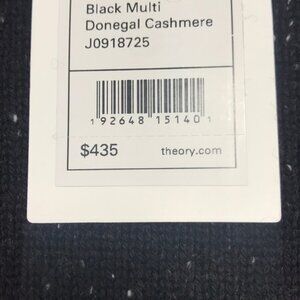 Black Multi
Donegal Cashmere
J0918725
1 92648 15140 1
$435 theory.com